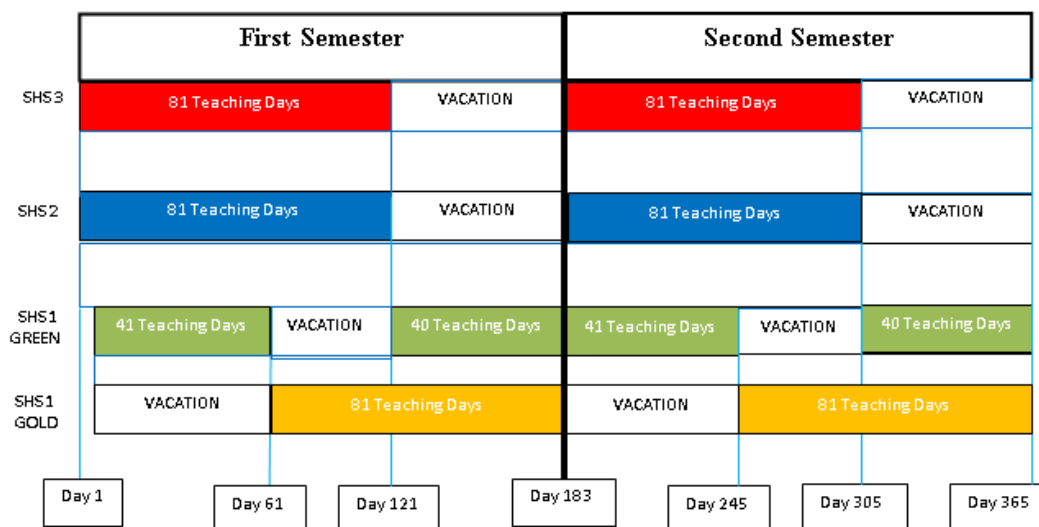 First Semester
Second Semester
SHS3
81 Teaching Days
VACATION
81 Teaching Days
VACATION
SHS2
81 Teaching Days
VACATION
81 Teaching Days
VACATION
SHS1
GREEN
41 Teaching Days
VACATION
40 Teaching Days
41 Teaching Days
VACATION
40 Teaching Days
SHS1
GOLD
VACATION
81 Teaching Days
VACATION
81 Teaching Days
Day 1
Day 61
Day 121
Day 183
Day 245
Day 305
Day 365